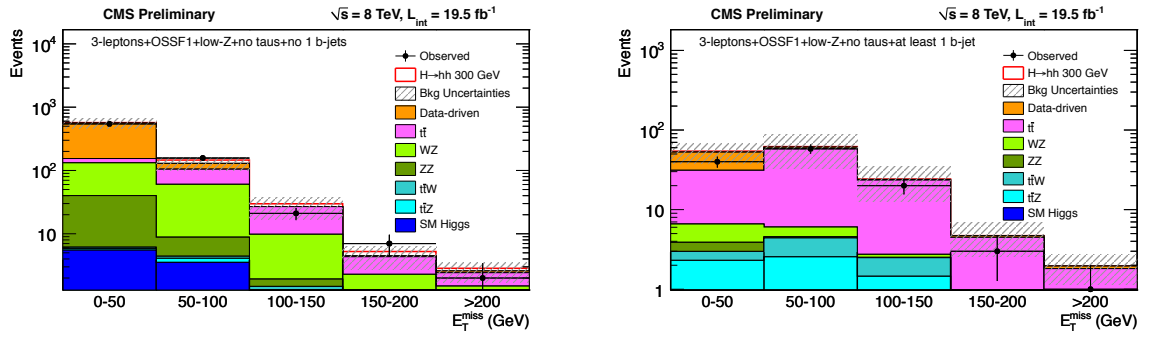 CMS Preliminary
√s = 8 TeV, L_int = 19.5 fb⁻¹
3-leptons+OSSF1+low-Z+no taus+no 1 b-jets
Events
10⁴
10³
10²
10
Observed
H→hh 300 GeV
Bkg Uncertainties
Data-driven
tt̄
WZ
ZZ
tt̄W
tt̄Z
SM Higgs
0-50 50-100 100-150 150-200 >200
E_T^miss (GeV)
CMS Preliminary
√s = 8 TeV, L_int = 19.5 fb⁻¹
3-leptons+OSSF1+low-Z+no taus+at least 1 b-jet
Events
10³
10²
10
1
Observed
H→hh 300 GeV
Bkg Uncertainties
Data-driven
tt̄
WZ
ZZ
tt̄W
tt̄Z
SM Higgs
0-50 50-100 100-150 150-200 >200
E_T^miss (GeV)